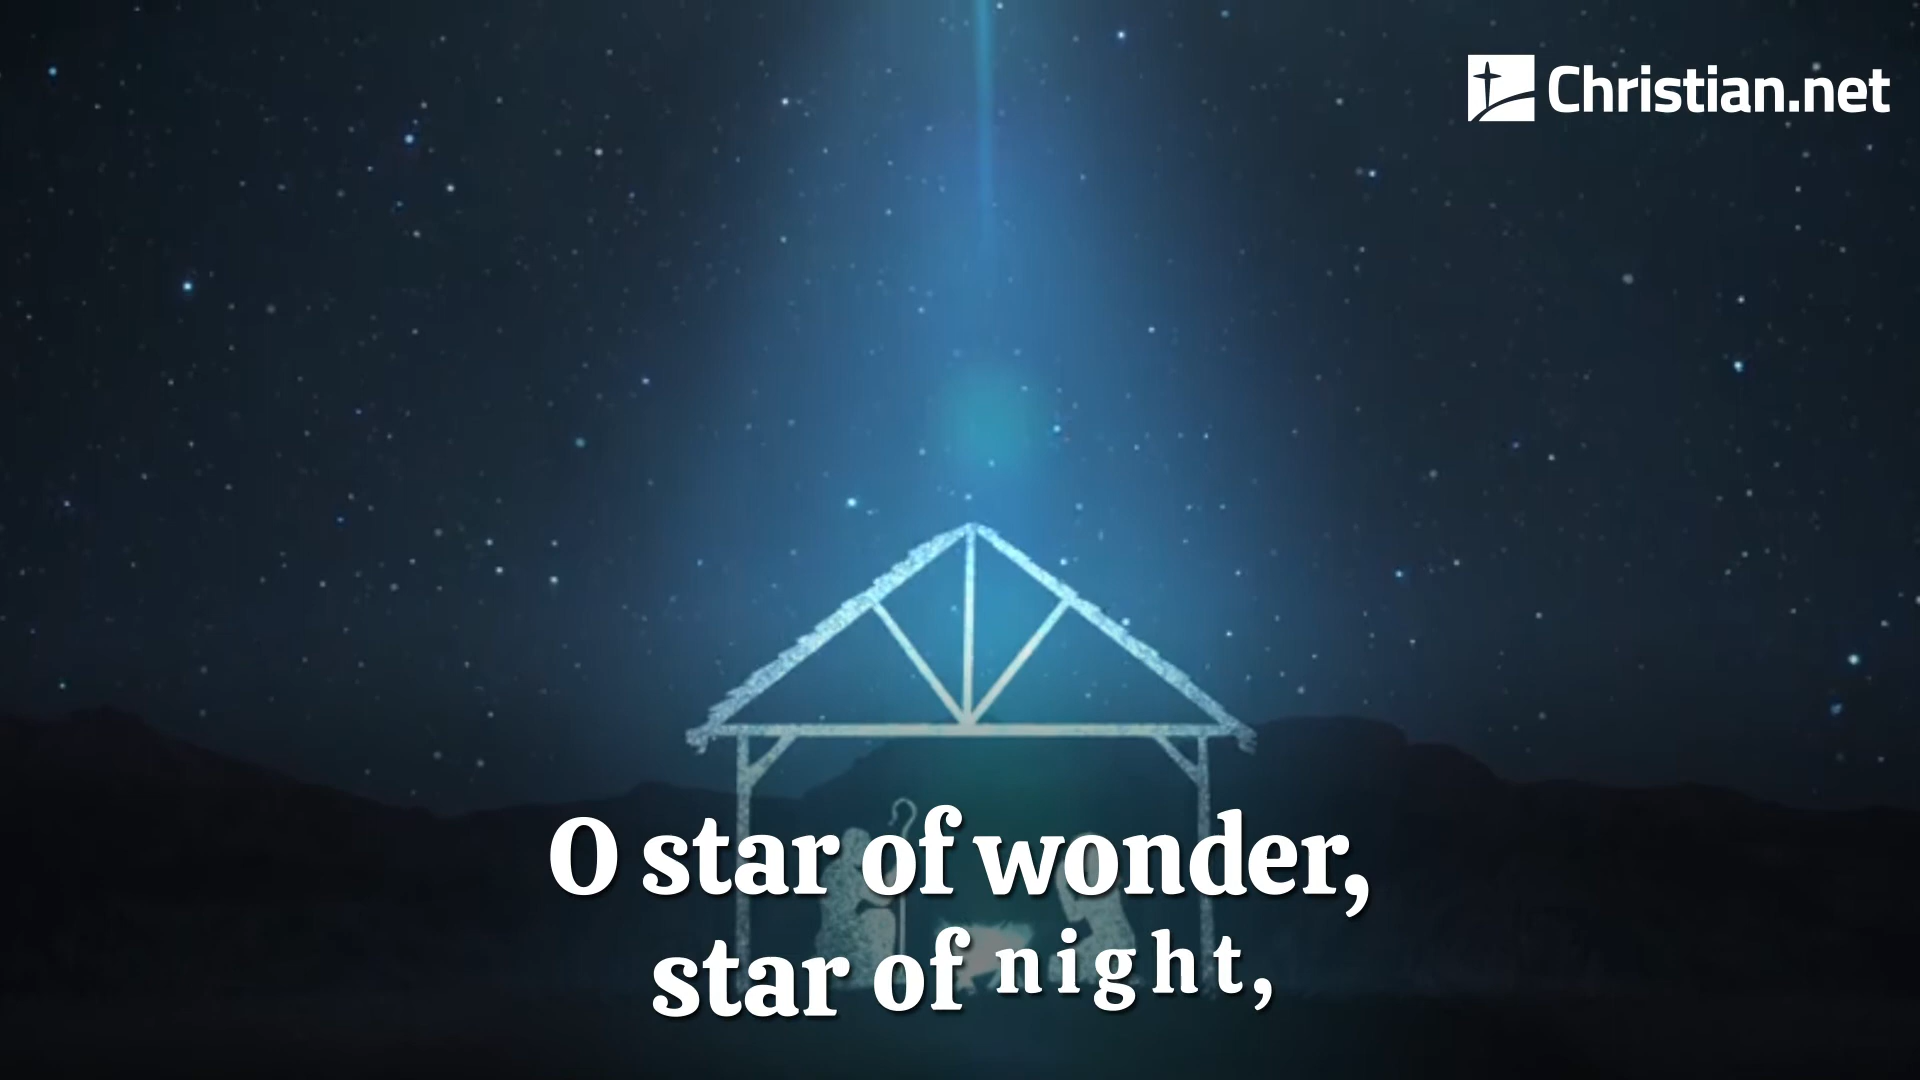 Christian.net
O star of wonder,
star of night,